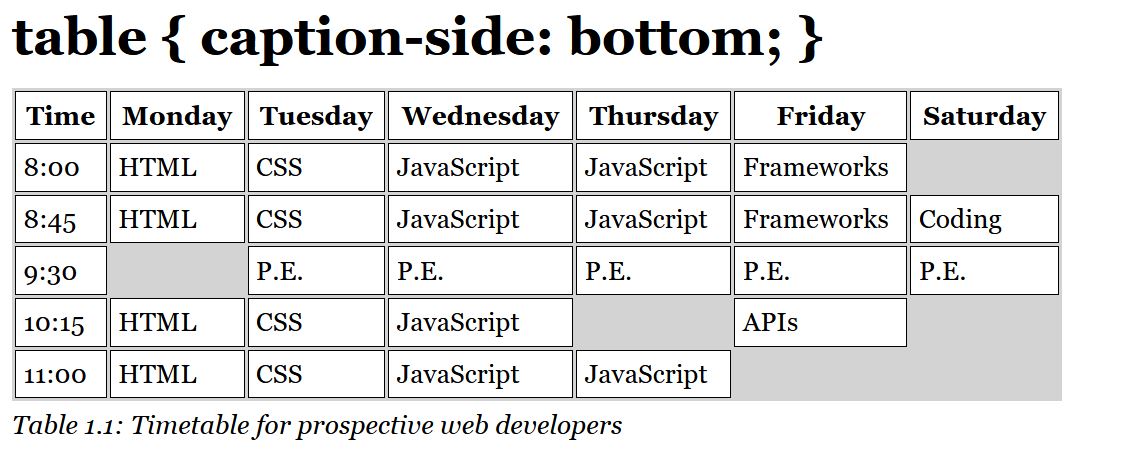 table { caption-side: bottom; }
Time Monday Tuesday Wednesday Thursday Friday Saturday
8:00 HTML CSS JavaScript JavaScript Frameworks
8:45 HTML CSS JavaScript JavaScript Frameworks Coding
9:30 P.E. P.E. P.E. P.E. P.E.
10:15 HTML CSS JavaScript APIs
11:00 HTML CSS JavaScript JavaScript
Table 1.1: Timetable for prospective web developers